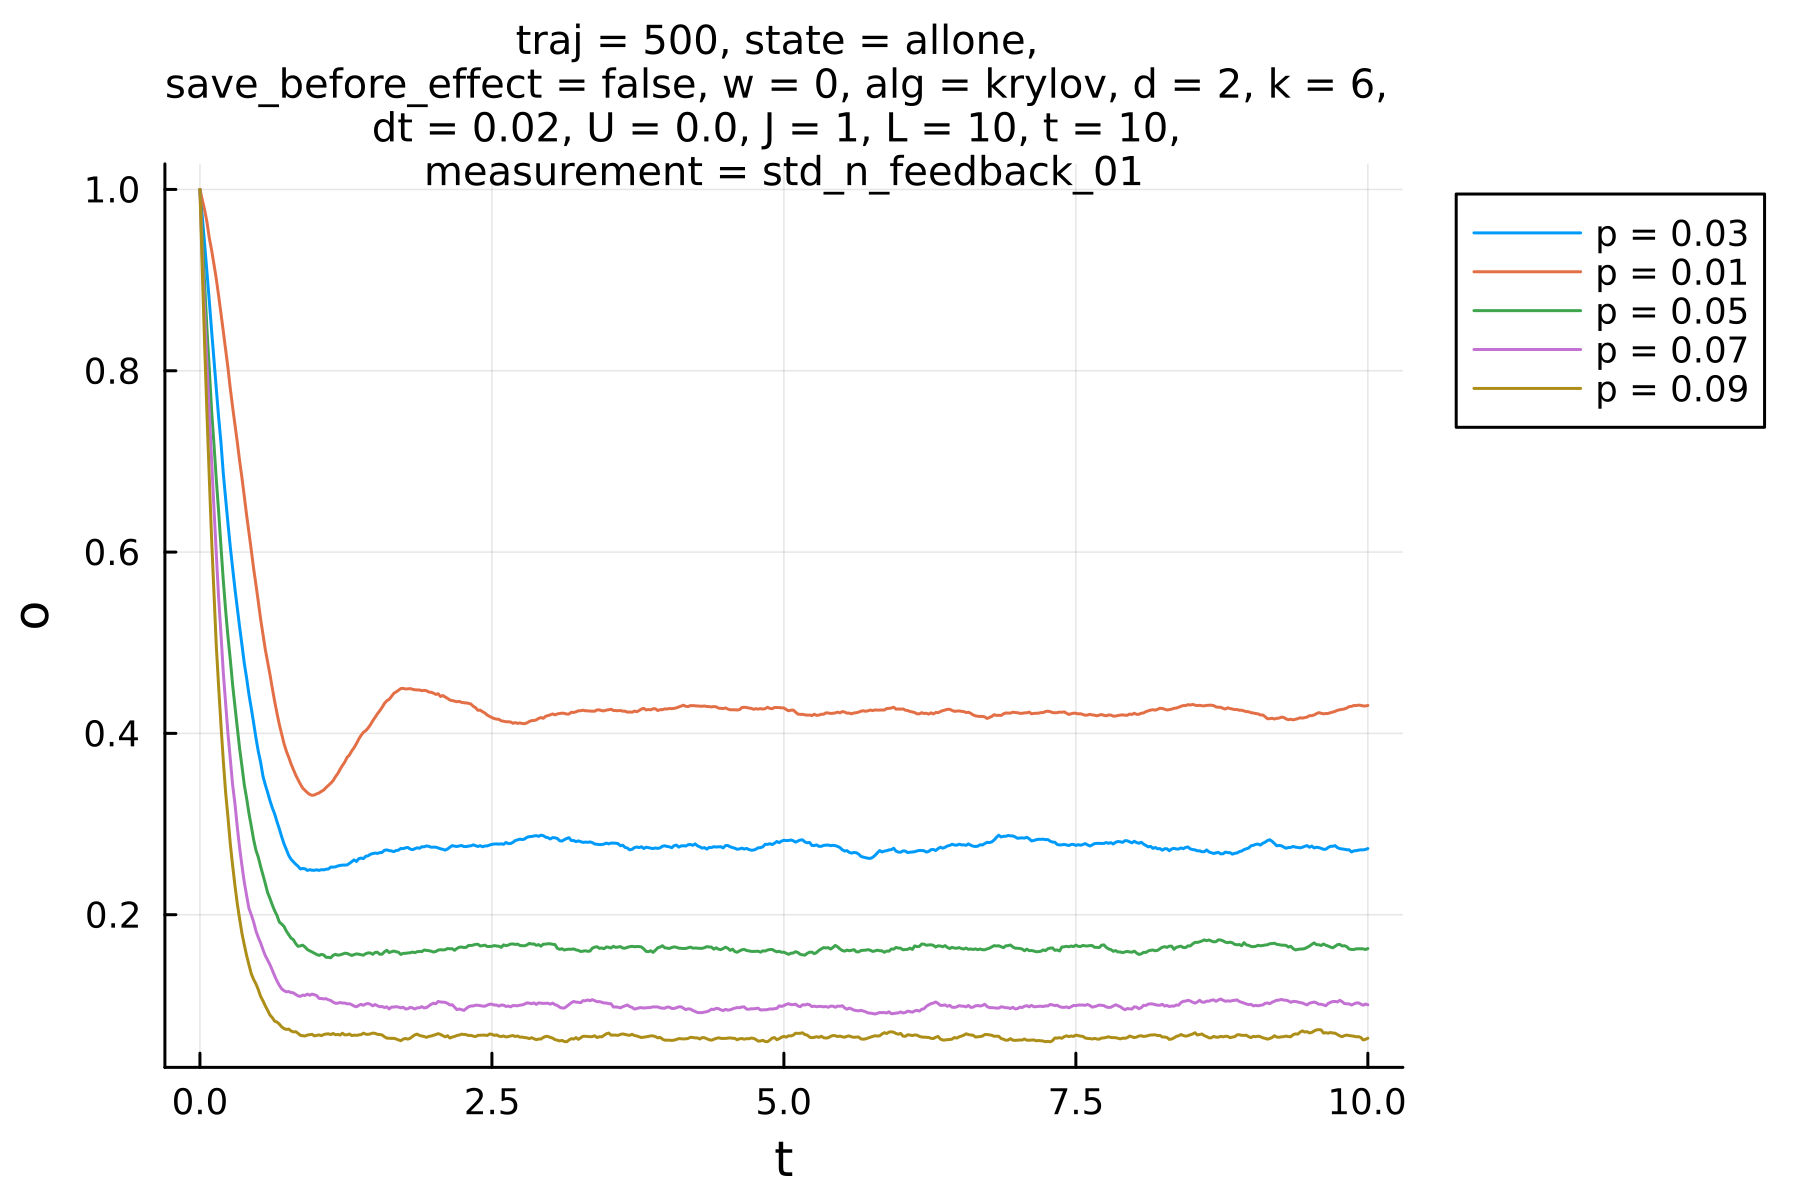 traj = 500, state = allone,
save_before_effect = false, w = 0, alg = krylov, d = 2, k = 6,
dt = 0.02, U = 0.0, J = 1, L = 10, t = 10,
measurement = std_n_feedback_01
1.0
0.8
0.6
0.4
0.2
o
0.0
2.5
5.0
7.5
10.0
t
p = 0.03
p = 0.01
p = 0.05
p = 0.07
p = 0.09